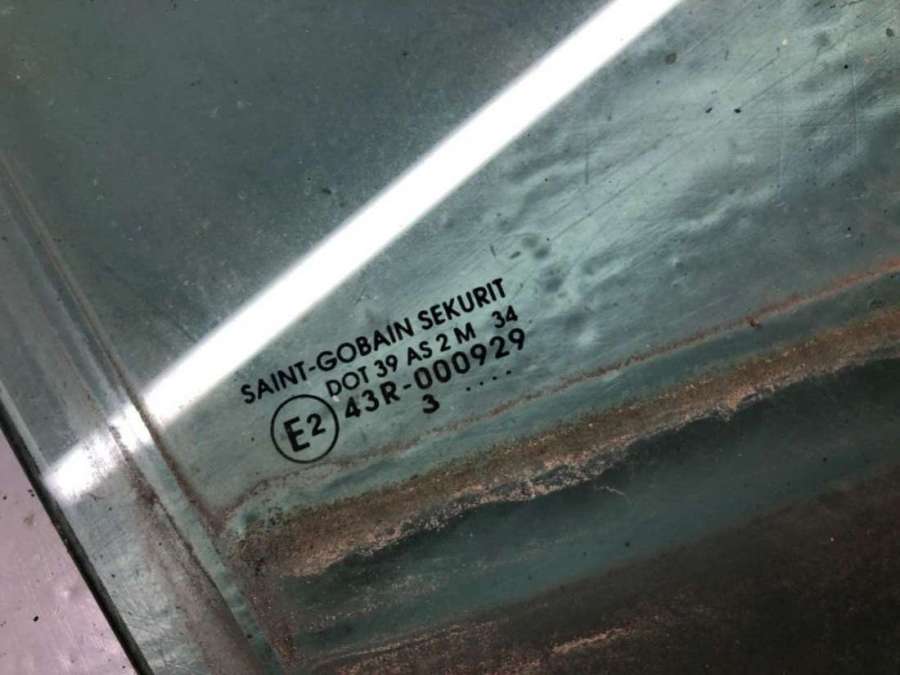 SAINT-GOBAIN SEKURIT
DOT 39 AS 2 M 34
E2 43R-000929
3 ....